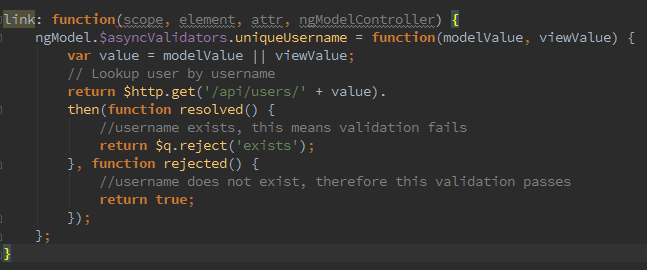 link: function(scope, element, attr, ngModelController) {
ngModel.$asyncValidators.uniqueUsername = function(modelValue, viewValue) {
var value = modelValue || viewValue;
// Lookup user by username
return $http.get('/api/users/' + value).
then(function resolved() {
//username exists, this means validation fails
return $q.reject('exists');
}, function rejected() {
//username does not exist, therefore this validation passes
return true;
});
};
}